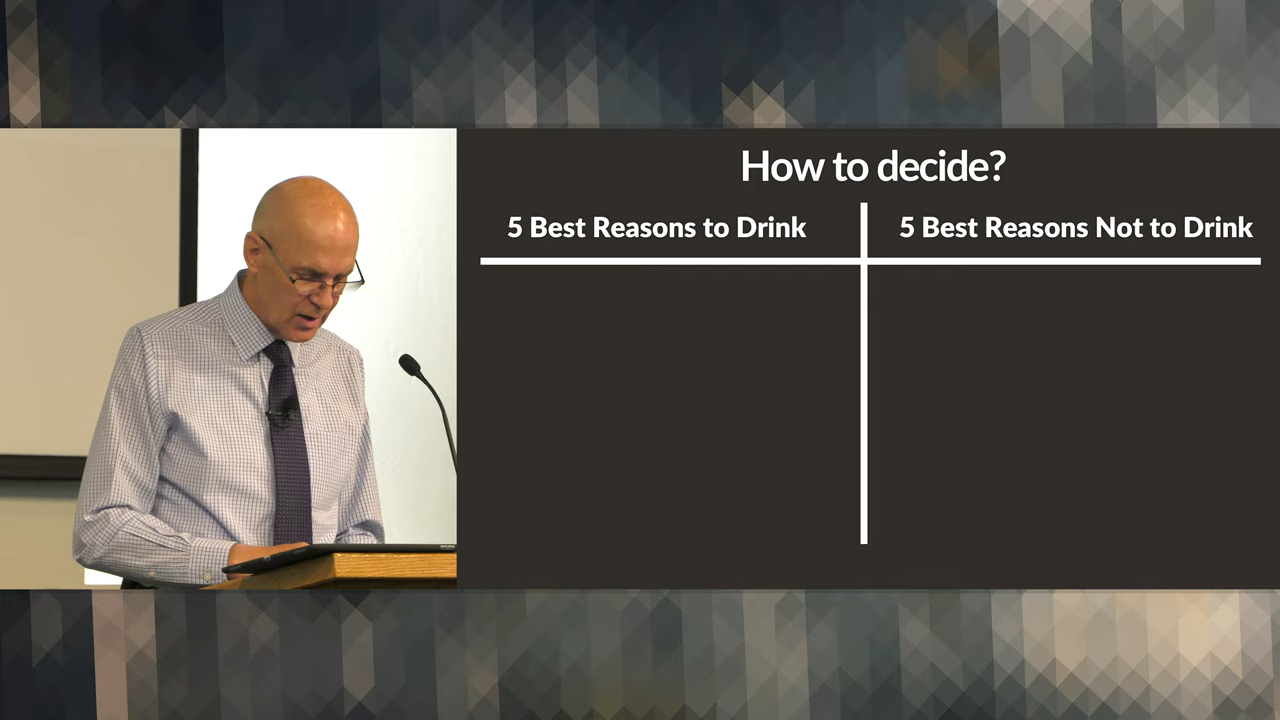 How to decide?
5 Best Reasons to Drink
5 Best Reasons Not to Drink